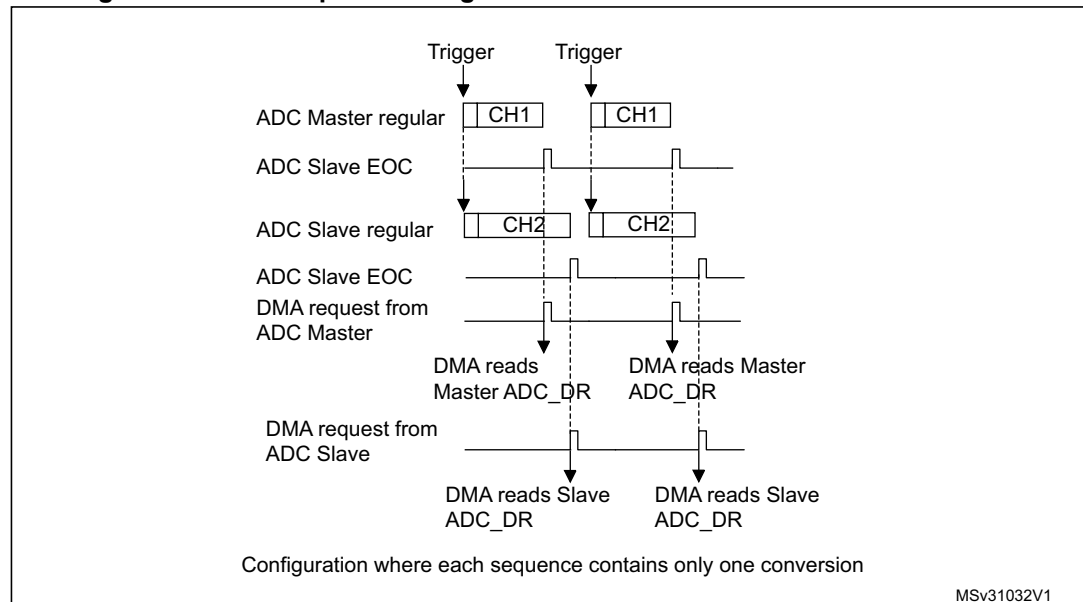 Trigger Trigger
ADC Master regular CH1 CH1
ADC Slave EOC
ADC Slave regular CH2 CH2
ADC Slave EOC
DMA request from
ADC Master
DMA reads DMA reads Master
Master ADC_DR ADC_DR
DMA request from
ADC Slave
DMA reads Slave DMA reads Slave
ADC_DR ADC_DR
Configuration where each sequence contains only one conversion
MSv31032V1